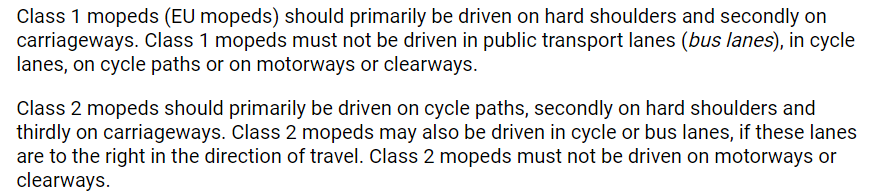 Class 1 mopeds (EU mopeds) should primarily be driven on hard shoulders and secondly on
carriageways. Class 1 mopeds must not be driven in public transport lanes (bus lanes), in cycle
lanes, on cycle paths or on motorways or clearways.
Class 2 mopeds should primarily be driven on cycle paths, secondly on hard shoulders and
thirdly on carriageways. Class 2 mopeds may also be driven in cycle or bus lanes, if these lanes
are to the right in the direction of travel. Class 2 mopeds must not be driven on motorways or
clearways.